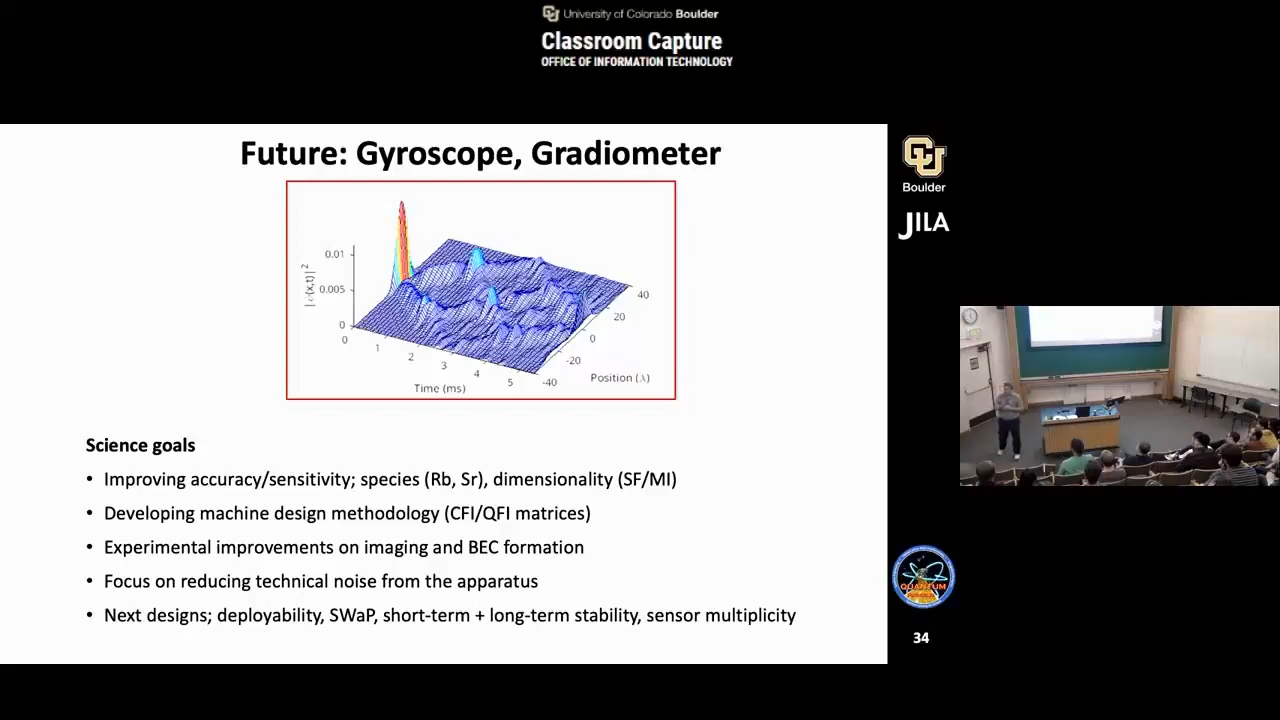 University of Colorado Boulder
Classroom Capture
OFFICE OF INFORMATION TECHNOLOGY
Future: Gyroscope, Gradiometer
|ψ(x,t)|²
0.01
0.005
0
0
1
2
3
4
5
Time (ms)
-40
-20
0
20
40
Position (λ)
Science goals
• Improving accuracy/sensitivity; species (Rb, Sr), dimensionality (SF/MI)
• Developing machine design methodology (CFI/QFI matrices)
• Experimental improvements on imaging and BEC formation
• Focus on reducing technical noise from the apparatus
• Next designs; deployability, SWaP, short-term + long-term stability, sensor multiplicity
CU
Boulder
JILA
QUANTUM
34